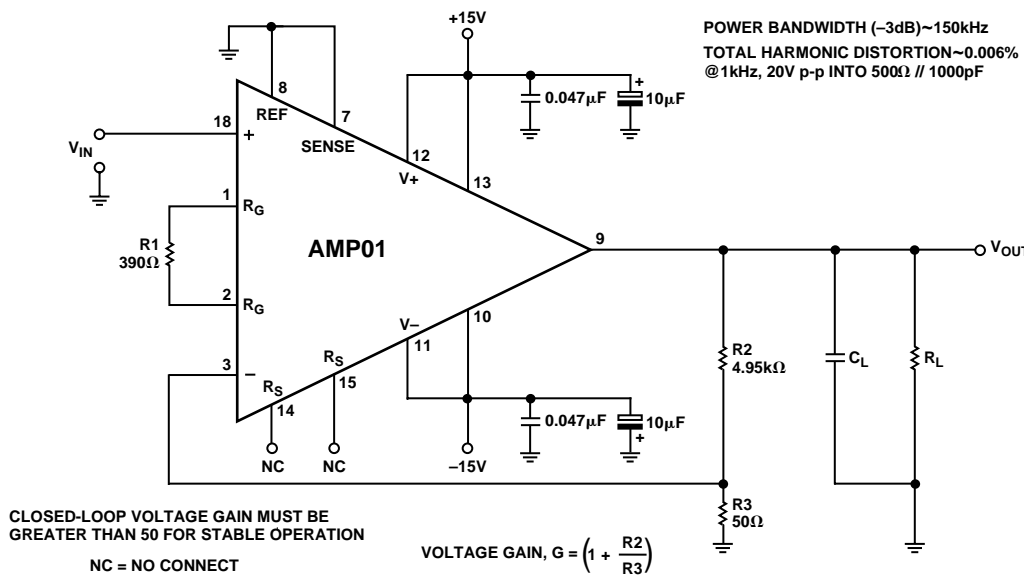 +15V
POWER BANDWIDTH (–3dB)~150kHz
TOTAL HARMONIC DISTORTION~0.006%
@1kHz, 20V p-p INTO 500Ω // 1000pF
8
REF
7
SENSE
0.047μF
+
10μF
18
+
VIN
12
V+
13
1
RG
R1
390Ω
AMP01
9
VOUT
2
RG
V–
11
10
R2
4.95kΩ
CL
RL
3
–
RS
14
RS
15
0.047μF
10μF
+
NC
NC
–15V
R3
50Ω
CLOSED-LOOP VOLTAGE GAIN MUST BE
GREATER THAN 50 FOR STABLE OPERATION
NC = NO CONNECT
VOLTAGE GAIN, G = (1 + R2/R3)